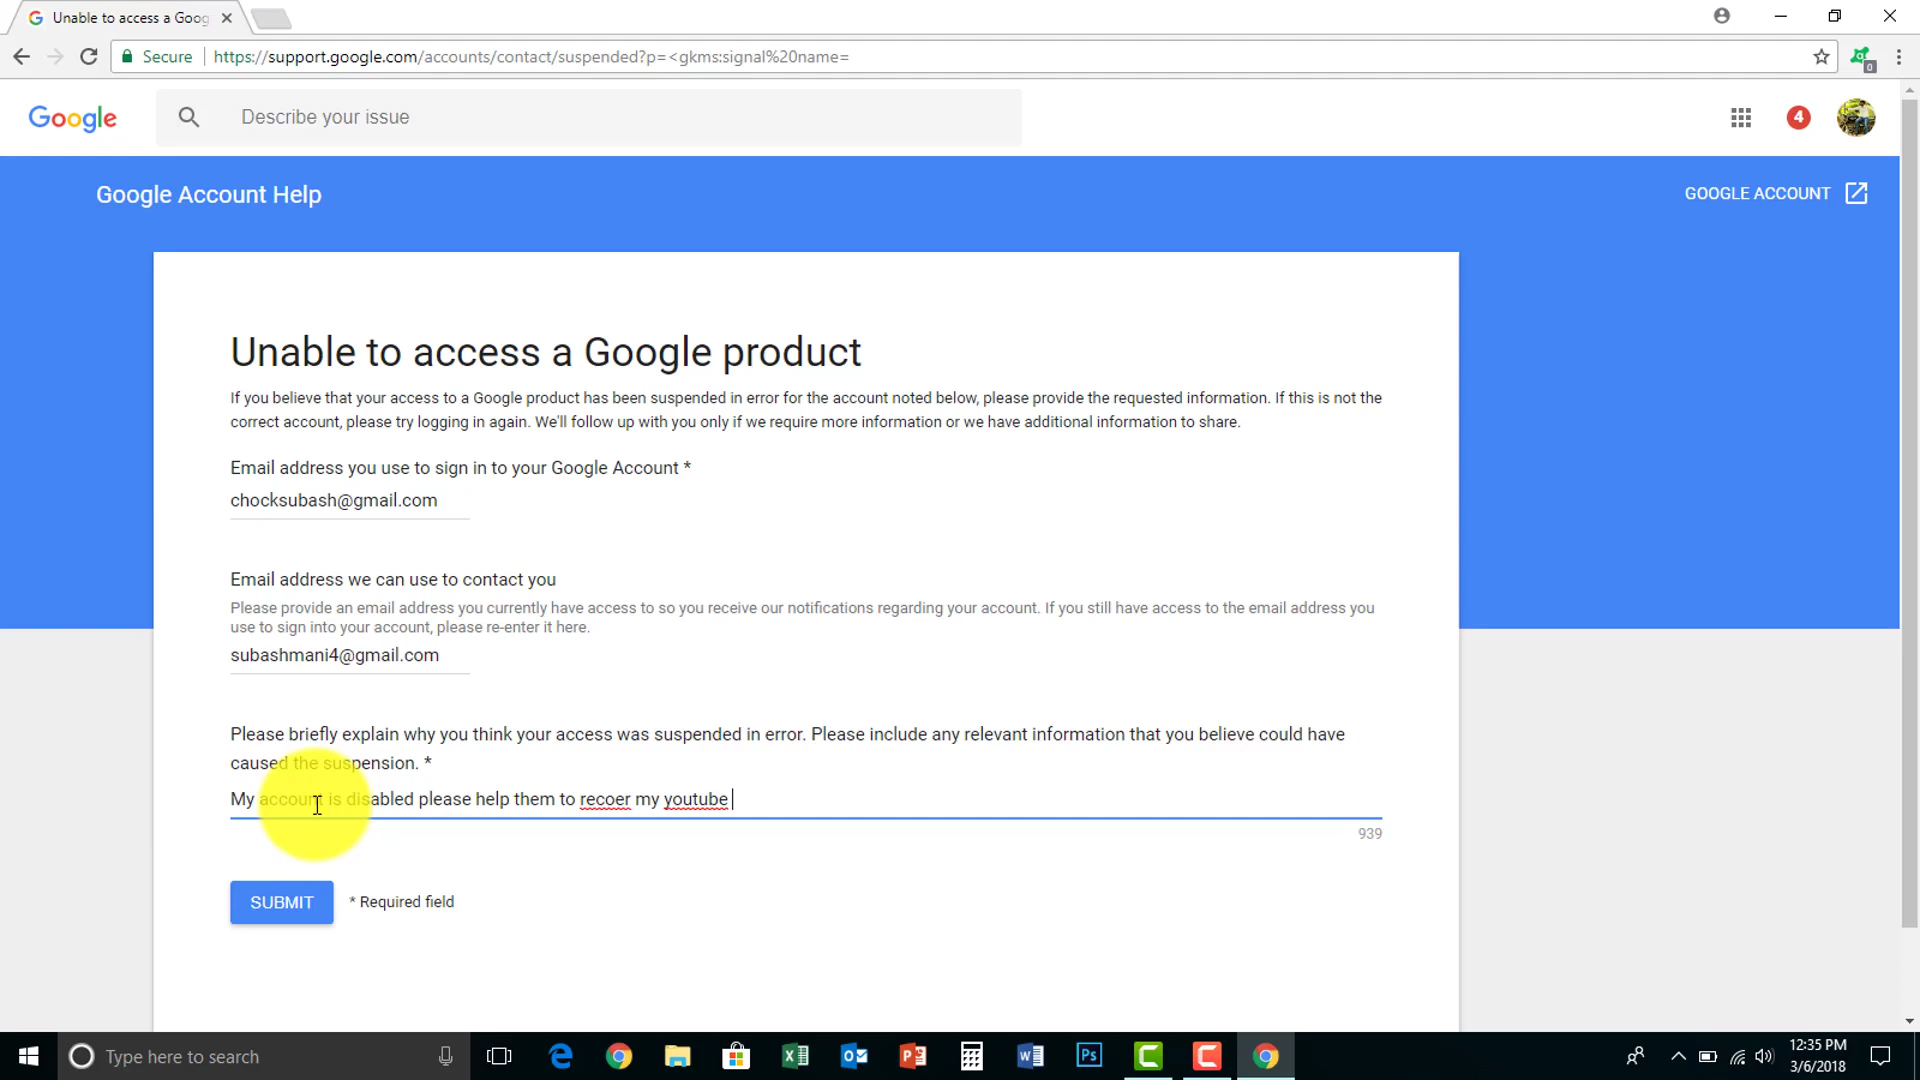 Unable to access a Goog
Secure
https://support.google.com/accounts/contact/suspended?p=<gkms:signal%20name=
0
Google
Describe your issue
4
Google Account Help
GOOGLE ACCOUNT
Unable to access a Google product
If you believe that your access to a Google product has been suspended in error for the account noted below, please provide the requested information. If this is not the
correct account, please try logging in again. We'll follow up with you only if we require more information or we have additional information to share.
Email address you use to sign in to your Google Account *
chocksubash@gmail.com
Email address we can use to contact you
Please provide an email address you currently have access to so you receive our notifications regarding your account. If you still have access to the email address you
use to sign into your account, please re-enter it here.
subashmani4@gmail.com
Please briefly explain why you think your access was suspended in error. Please include any relevant information that you believe could have
caused the suspension. *
My account is disabled please help them to recoer my youtube
939
SUBMIT
* Required field
Type here to search
Ps
12:35 PM
3/6/2018